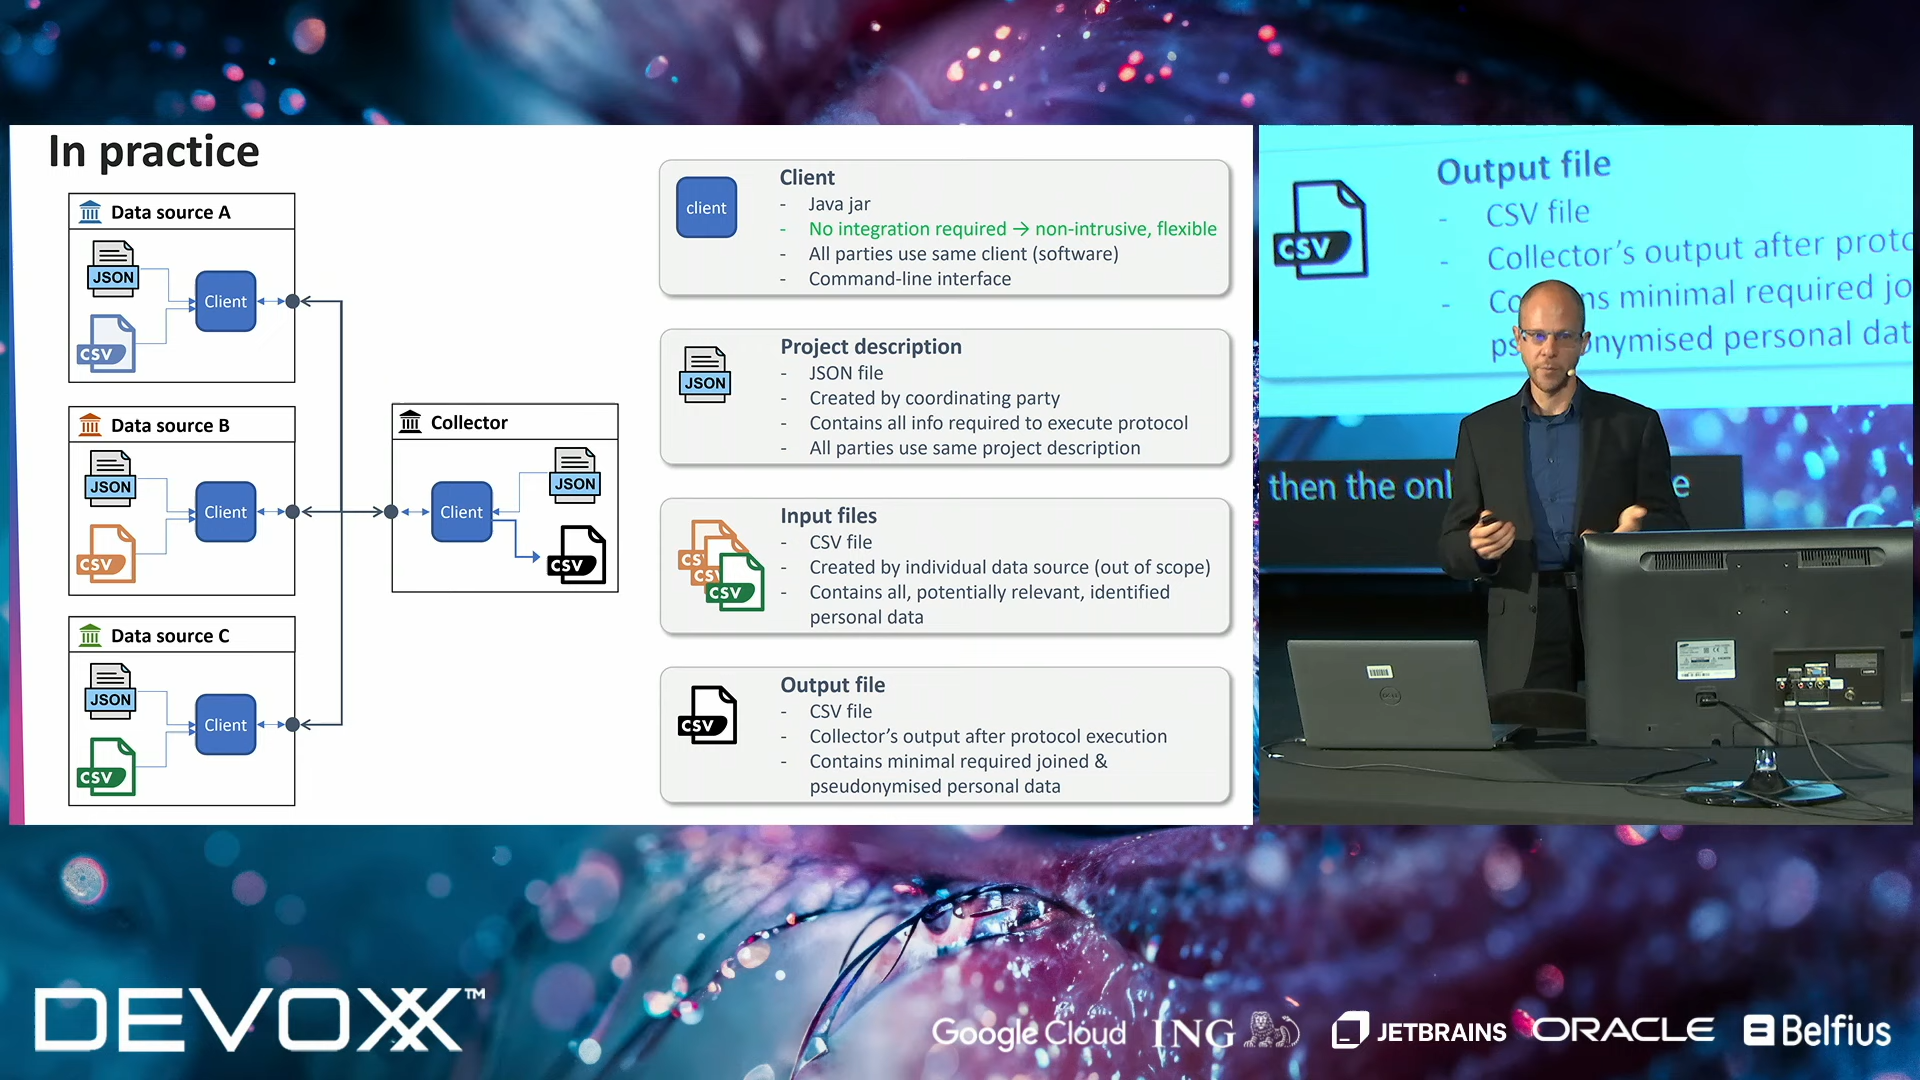 In practice
Data source A
JSON
CSV
Client
Data source B
JSON
CSV
Client
Data source C
JSON
CSV
Client
Collector
Client
JSON
CSV
client
Client
- Java jar
- No integration required → non-intrusive, flexible
- All parties use same client (software)
- Command-line interface
JSON
Project description
- JSON file
- Created by coordinating party
- Contains all info required to execute protocol
- All parties use same project description
CSV
Input files
- CSV file
- Created by individual data source (out of scope)
- Contains all, potentially relevant, identified
personal data
CSV
Output file
- CSV file
- Collector's output after protocol execution
- Contains minimal required joined &
pseudonymised personal data
CSV
Output file
- CSV file
- Collector's output after proto
- Co ns minimal required jo
ps onymised personal dat
then the onl e
DELL
DEVOXX™
Google Cloud
ING
JETBRAINS
ORACLE
Belfius